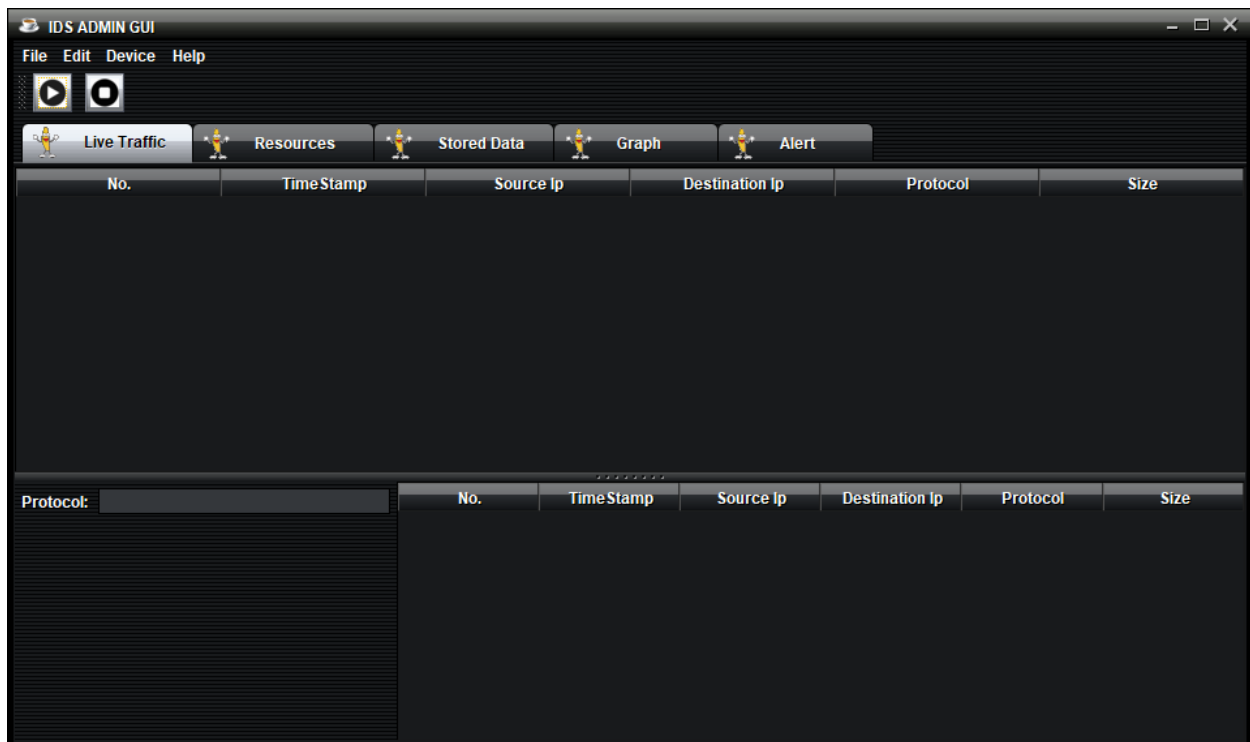 IDS ADMIN GUI
File Edit Device Help
Live Traffic Resources Stored Data Graph Alert
No. TimeStamp Source Ip Destination Ip Protocol Size
Protocol: No. TimeStamp Source Ip Destination Ip Protocol Size